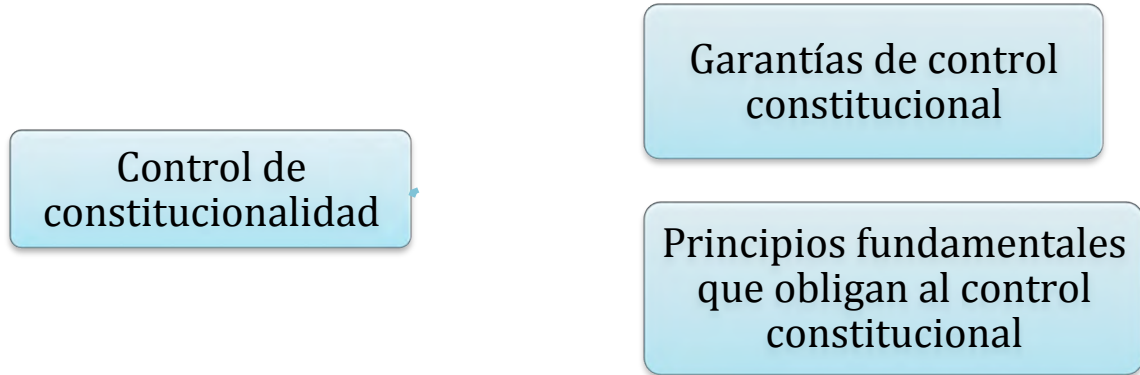 Control de
constitucionalidad
Garantías de control
constitucional
Principios fundamentales
que obligan al control
constitucional